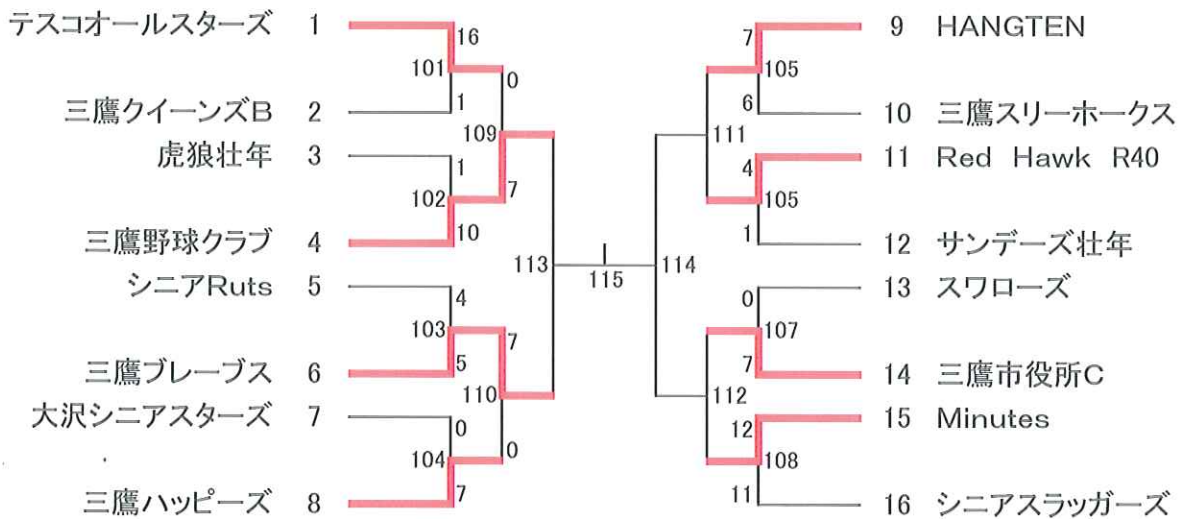 テスコオールスターズ 1
16
101
0
三鷹クイーンズB 2
1
109
虎狼壮年 3
1
102
7
三鷹野球クラブ 4
10
113
シニアRuts 5
4
103
7
三鷹ブレーブス 6
5
110
大沢シニアスターズ 7
0
104
0
三鷹ハッピーズ 8
7
115
7
9 HANGTEN
105
6
10 三鷹スリーホークス
111
4
11 Red Hawk R40
105
1
12 サンデーズ壮年
114
0
13 スワローズ
107
7
14 三鷹市役所C
112
12
15 Minutes
108
11
16 シニアスラッガーズ